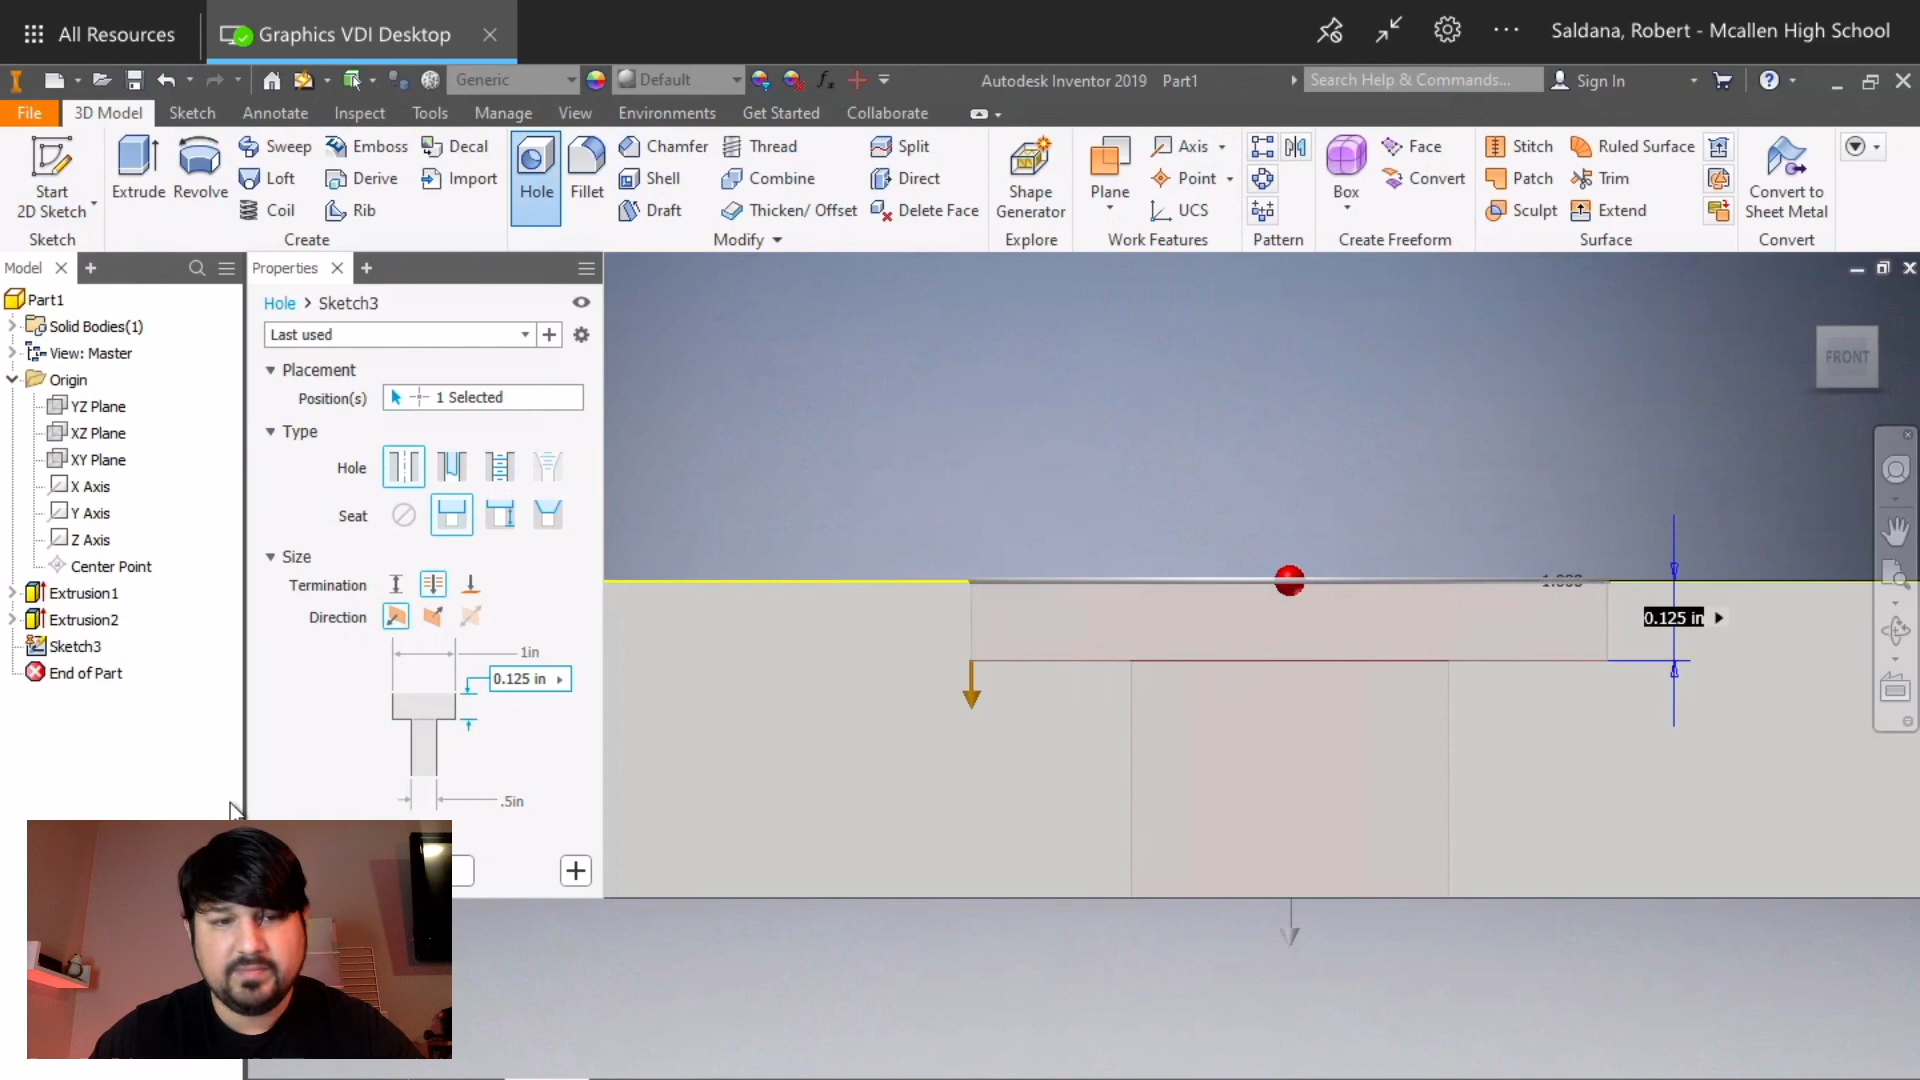 All Resources
Graphics VDI Desktop
Saldana, Robert - Mcallen High School
Generic
Default
Autodesk Inventor 2019 Part1
Search Help & Commands...
Sign In
File
3D Model
Sketch
Annotate
Inspect
Tools
Manage
View
Environments
Get Started
Collaborate
Start
2D Sketch
Extrude
Revolve
Sweep
Emboss
Decal
Loft
Derive
Import
Coil
Rib
Hole
Fillet
Chamfer
Thread
Split
Shell
Combine
Direct
Draft
Thicken/ Offset
Delete Face
Shape
Generator
Plane
Axis
Point
UCS
Box
Face
Convert
Stitch
Ruled Surface
Patch
Trim
Sculpt
Extend
Convert to
Sheet Metal
Sketch
Create
Modify
Explore
Work Features
Pattern
Create Freeform
Surface
Convert
Model
Part1
Solid Bodies(1)
View: Master
Origin
YZ Plane
XZ Plane
XY Plane
X Axis
Y Axis
Z Axis
Center Point
Extrusion1
Extrusion2
Sketch3
End of Part
Properties
Hole > Sketch3
Last used
Placement
Position(s) 1 Selected
Type
Hole
Seat
Size
Termination
Direction
1in
0.125 in
.5in
FRONT
0.125 in